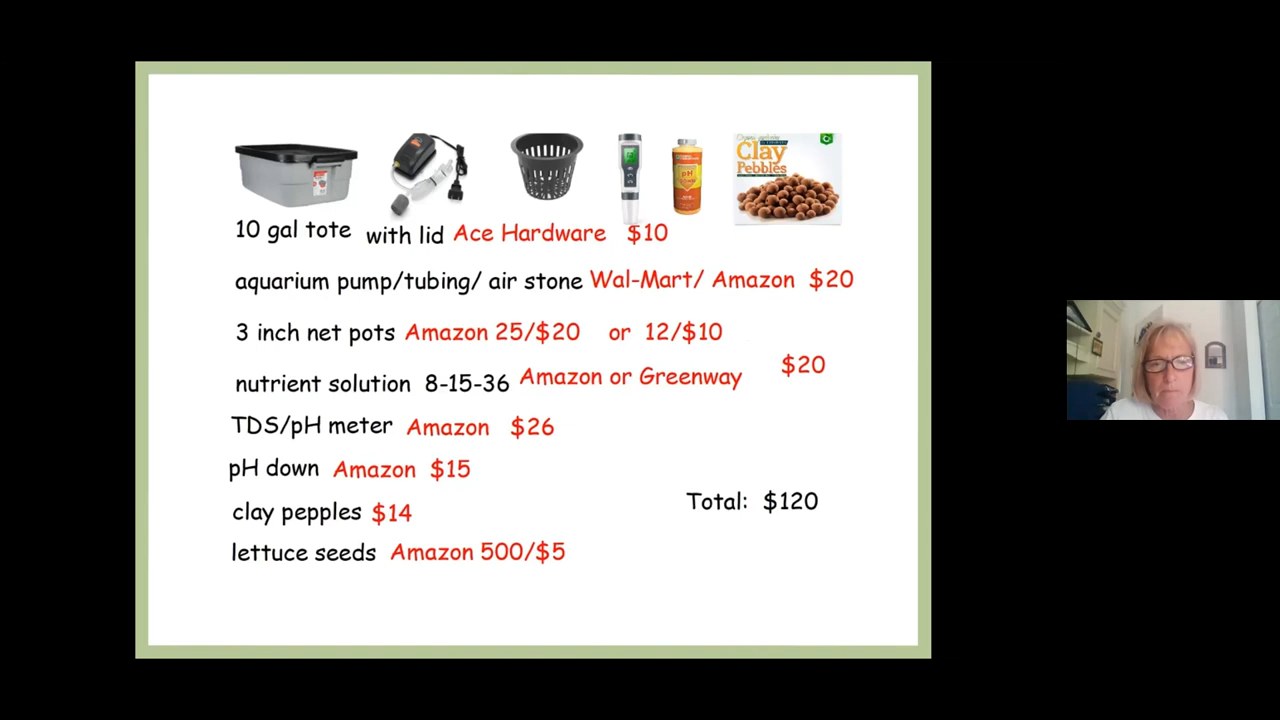 Clay
Pebbles
pH
10 gal tote with lid Ace Hardware $10
aquarium pump/tubing/ air stone Wal-Mart/ Amazon $20
3 inch net pots Amazon 25/$20 or 12/$10
nutrient solution 8-15-36 Amazon or Greenway $20
TDS/pH meter Amazon $26
pH down Amazon $15
clay pepples $14
Total: $120
lettuce seeds Amazon 500/$5